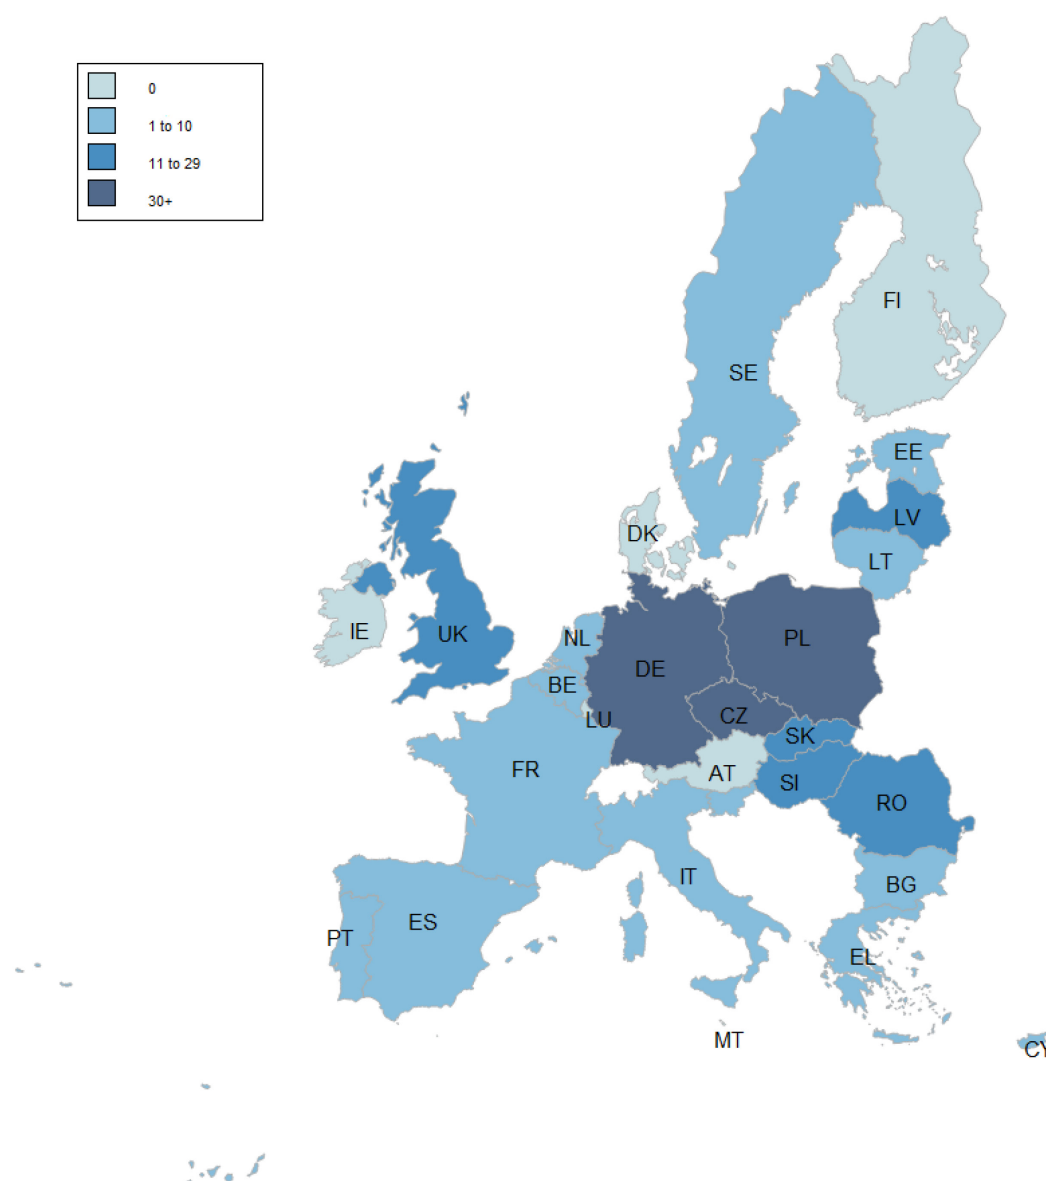 0
1 to 10
11 to 29
30+
FI
SE
EE
LV
DK
LT
IE
UK
NL
PL
DE
BE
CZ
LU
SK
FR
AT
SI
RO
IT
BG
ES
PT
EL
MT
CY